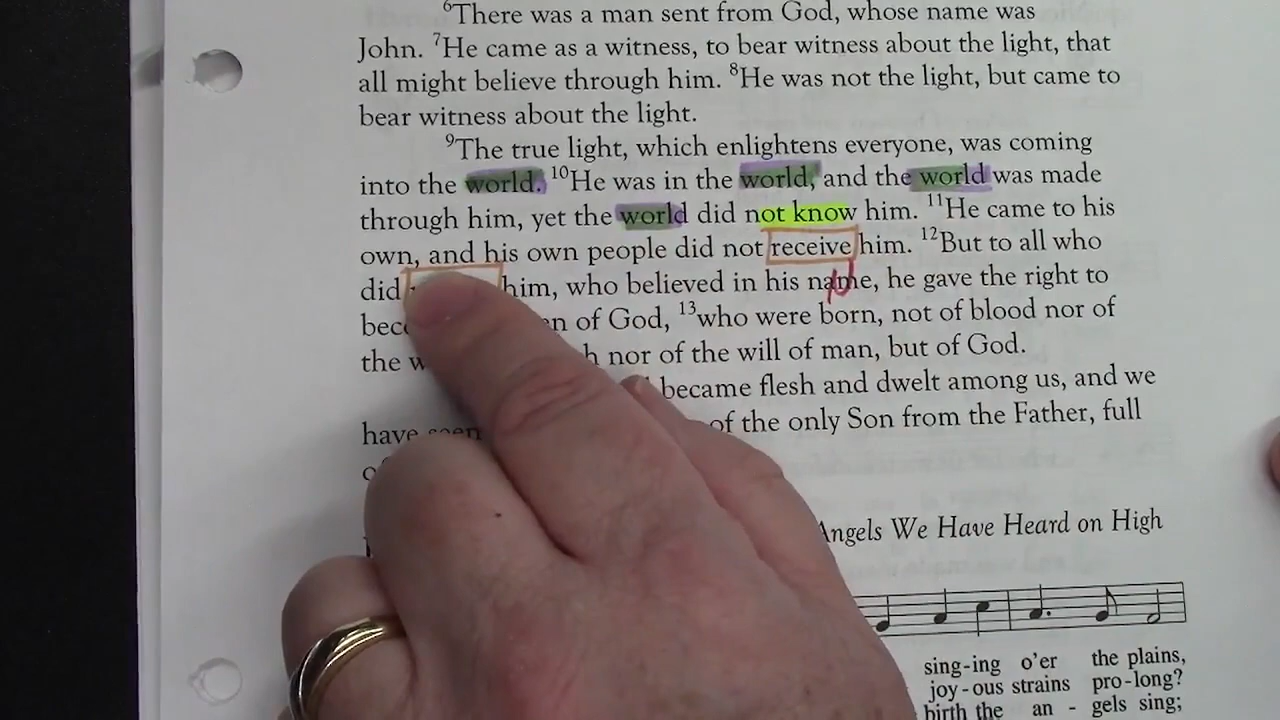 ⁶There was a man sent from God, whose name was
John. ⁷He came as a witness, to bear witness about the light, that
all might believe through him. ⁸He was not the light, but came to
bear witness about the light.
⁹The true light, which enlightens everyone, was coming
into the world. ¹⁰He was in the world, and the world was made
through him, yet the world did not know him. ¹¹He came to his
own, and his own people did not receive him. ¹²But to all who
did him, who believed in his name, he gave the right to
of God, ¹³who were born, not of blood nor of
the nor of the will of man, but of God.
became flesh and dwelt among us, and we
have seen of the only Son from the Father, full
Angels We Have Heard on High
sing-ing o'er the plains,
joy-ous strains pro-long?
birth the an - gels sing;